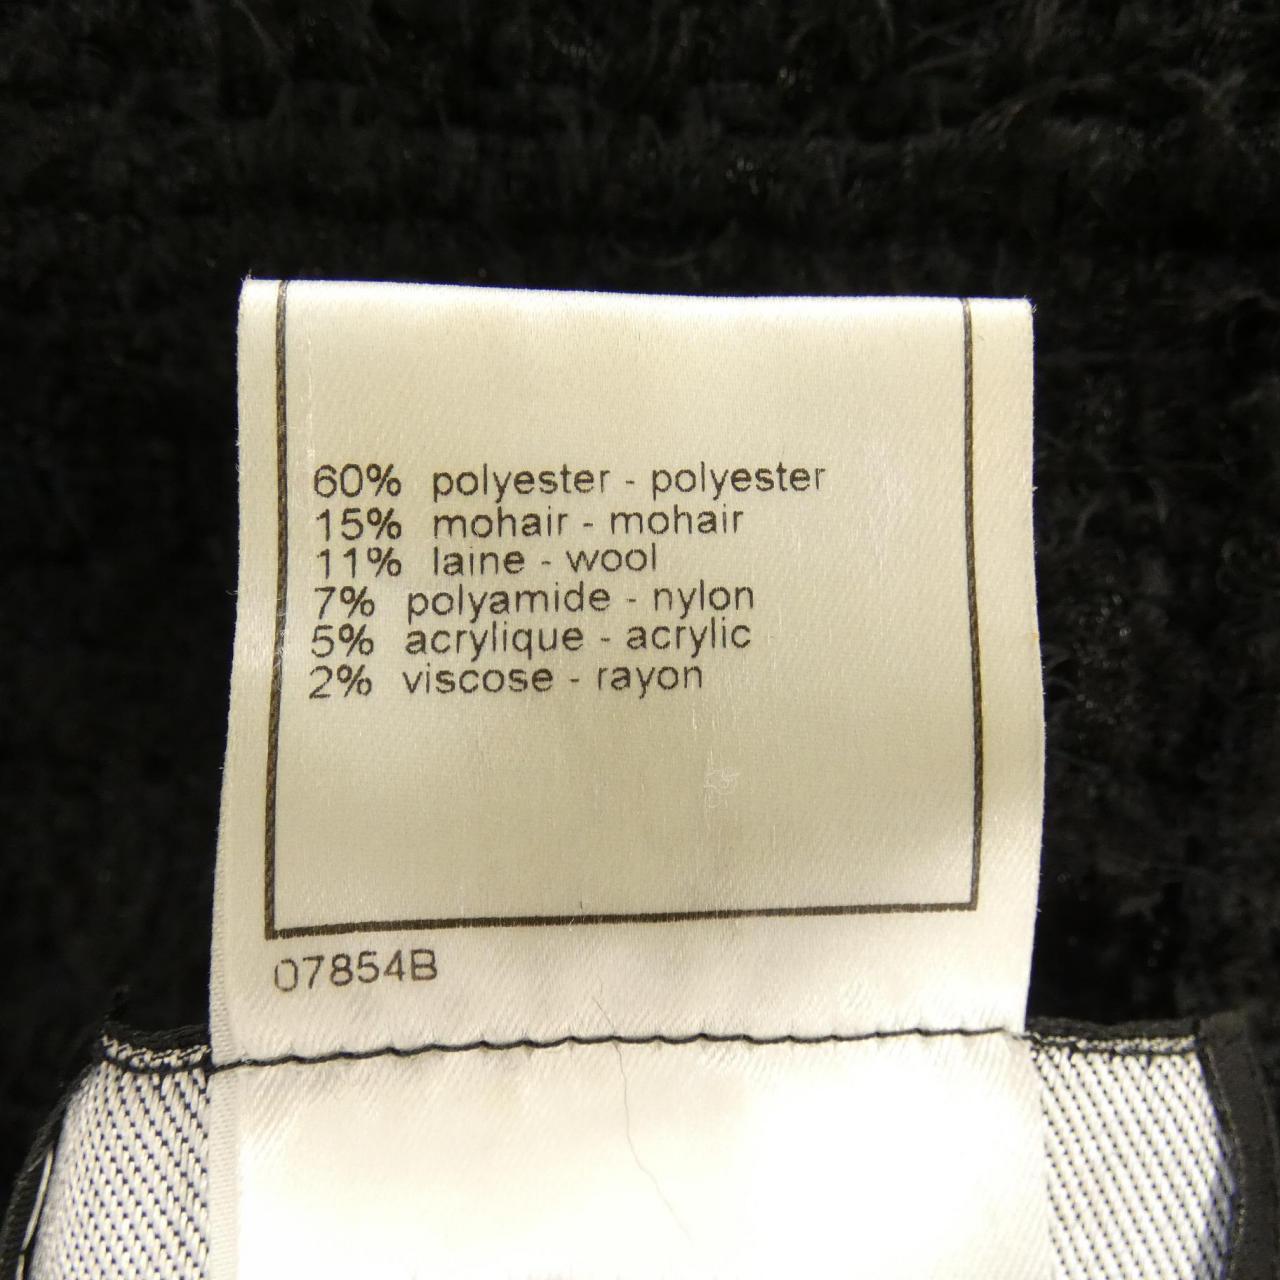 60% polyester - polyester
15% mohair - mohair
11% laine - wool
7% polyamide - nylon
5% acrylique - acrylic
2% viscose - rayon
07854B